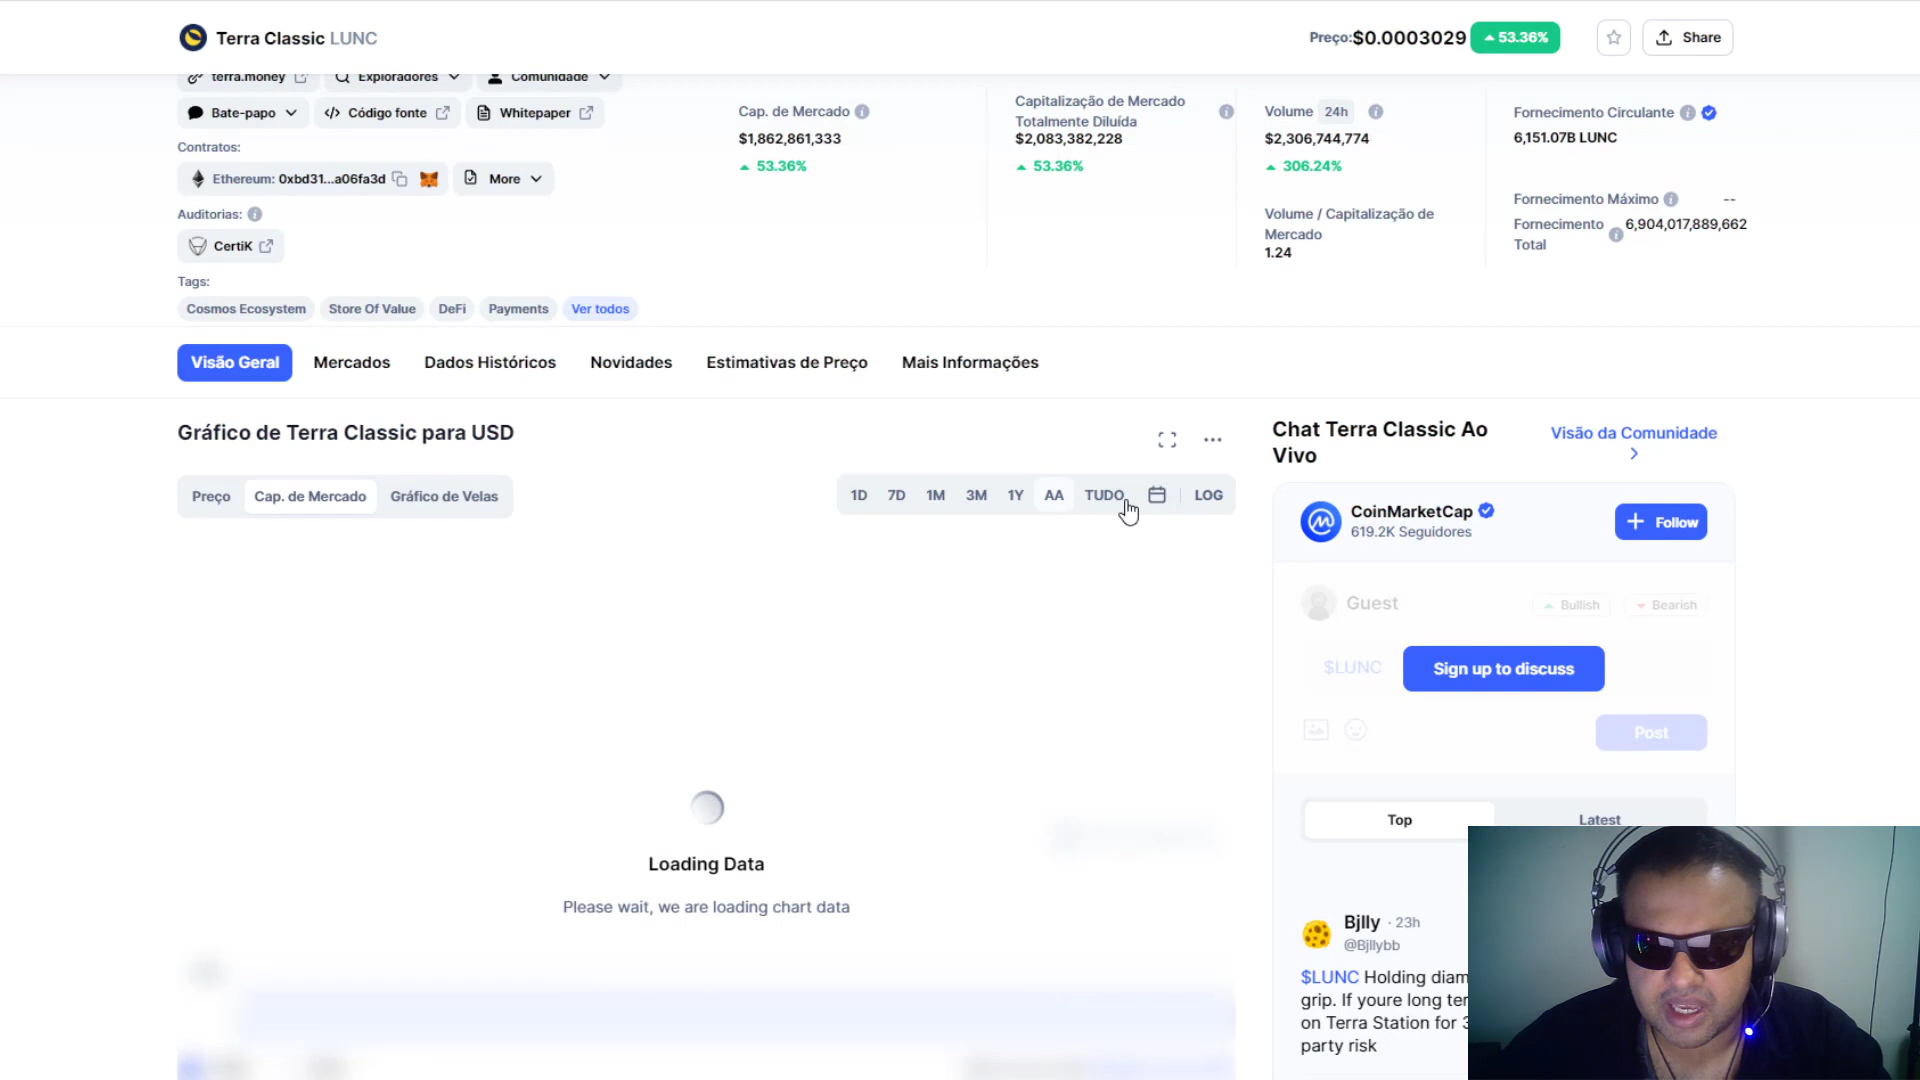 Terra Classic LUNC
Preço:$0.0003029
53.36%
Share
terra.money
Exploradores
Comunidade
Bate-papo
Código fonte
Whitepaper
Contratos:
Ethereum: 0xbd31...a06fa3d
More
Auditorias:
CertiK
Tags:
Cosmos Ecosystem
Store Of Value
DeFi
Payments
Ver todos
Cap. de Mercado
$1,862,861,333
53.36%
Capitalização de Mercado
Totalmente Diluída
$2,083,382,228
53.36%
Volume 24h
$2,306,744,774
306.24%
Volume / Capitalização de
Mercado
1.24
Fornecimento Circulante
6,151.07B LUNC
Fornecimento Máximo --
Fornecimento
Total
6,904,017,889,662
Visão Geral
Mercados
Dados Históricos
Novidades
Estimativas de Preço
Mais Informações
Gráfico de Terra Classic para USD
Preço
Cap. de Mercado
Gráfico de Velas
1D 7D 1M 3M 1Y AA TUDO LOG
Loading Data
Please wait, we are loading chart data
Chat Terra Classic Ao
Vivo
Visão da Comunidade
CoinMarketCap
619.2K Seguidores
+ Follow
Guest
Bullish
Bearish
$LUNC
Sign up to discuss
Post
Top
Latest
Bjlly · 23h
@Bjllybb
$LUNC Holding diam
grip. If youre long ter
on Terra Station for 3
party risk